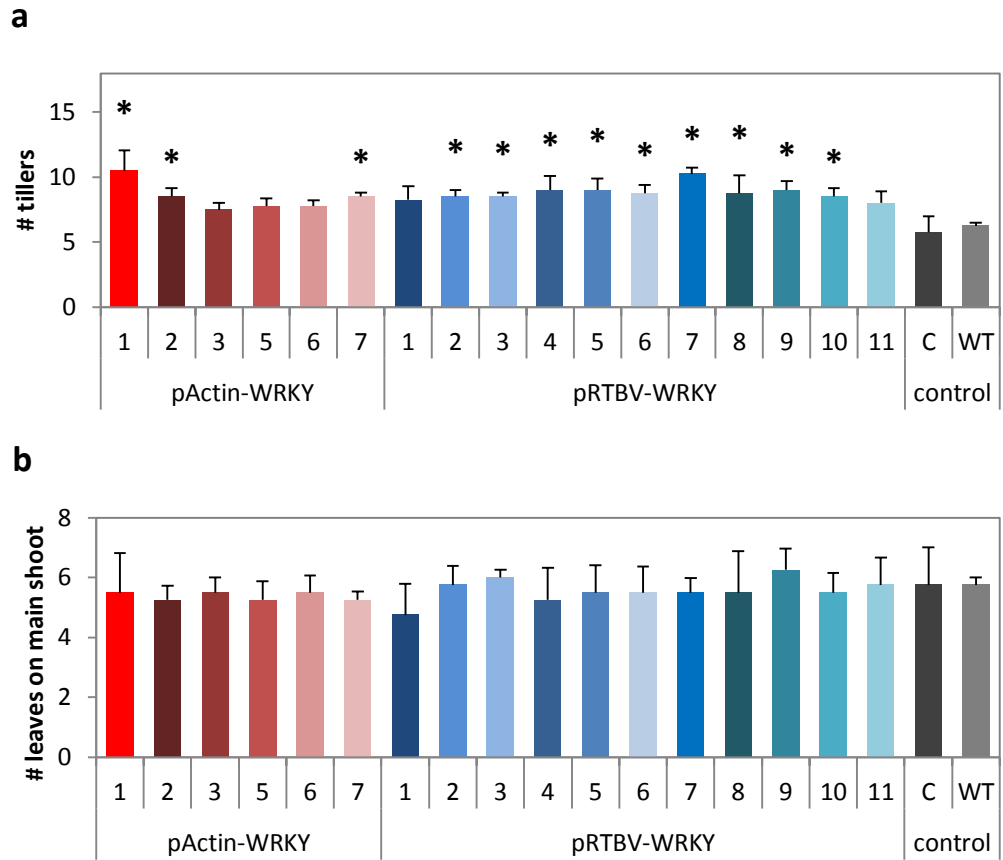 a
# tillers
15
10
5
0
* * * * * * * * * * * *
1 2 3 5 6 7 1 2 3 4 5 6 7 8 9 10 11 C WT
pActin-WRKY pRTBV-WRKY control
b
# leaves on main shoot
8
6
4
2
0
1 2 3 5 6 7 1 2 3 4 5 6 7 8 9 10 11 C WT
pActin-WRKY pRTBV-WRKY control